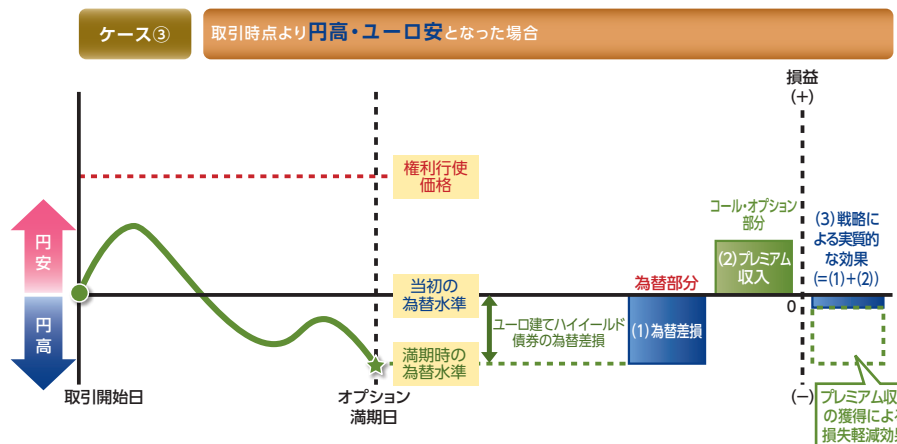 ケース③
取引時点より円高・ユーロ安となった場合
損益
(+)
権利行使
価格
コール・オプション
部分
(3)戦略に
よる実質的
な効果
(=(1)+(2))
円安
(2)プレミアム
収入
当初の
為替水準
為替部分
0
円高
ユーロ建てハイイールド
債券の為替差損
(1)為替差損
満期時の
為替水準
取引開始日
オプション
満期日
(−)
プレミアム収
の獲得による
損失軽減効果